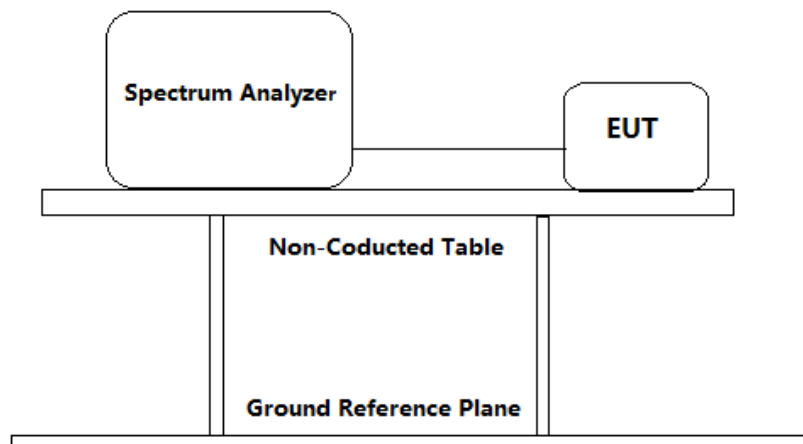 Spectrum Analyzer
EUT
Non-Coducted Table
Ground Reference Plane